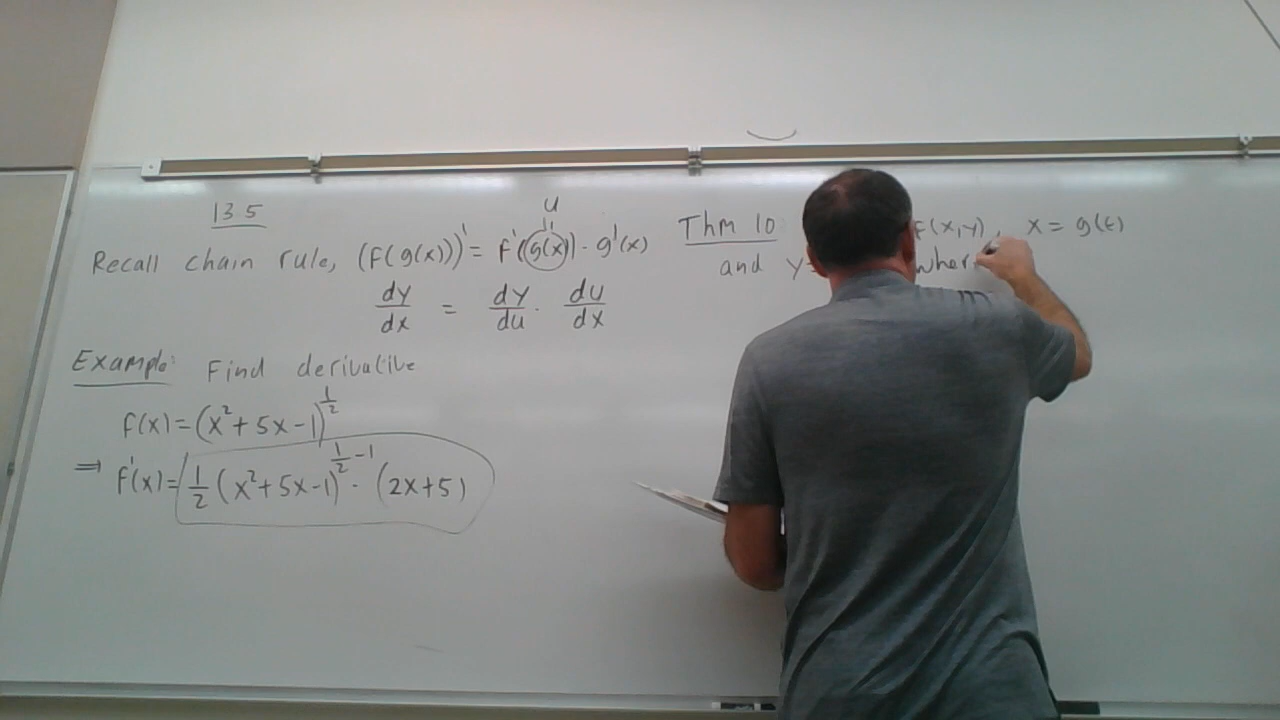 13.5
u
Recall chain rule, (f(g(x)))' = f'(g(x)) · g'(x)
dy/dx = dy/du · du/dx
Example: Find derivative
f(x) = (x² + 5x - 1)^(1/2)
⇒ f'(x) = 1/2 (x² + 5x - 1)^(1/2 - 1) · (2x + 5)
Thm 10 f(x,y), x = g(t)
and y wher